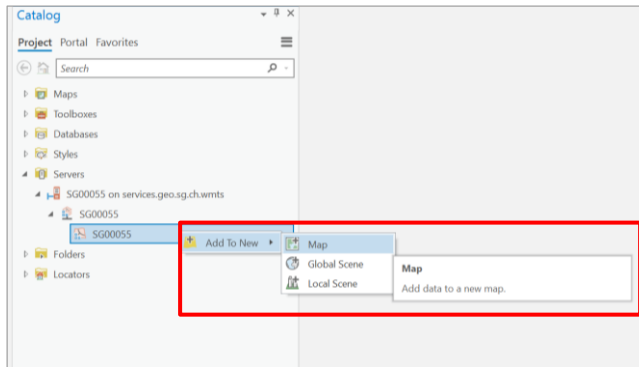 Catalog
Project Portal Favorites
Search
Maps
Toolboxes
Databases
Styles
Servers
SG00055 on services.geo.sg.ch.wmts
SG00055
SG00055
Add To New
Map
Global Scene
Local Scene
Map
Add data to a new map.
Folders
Locators